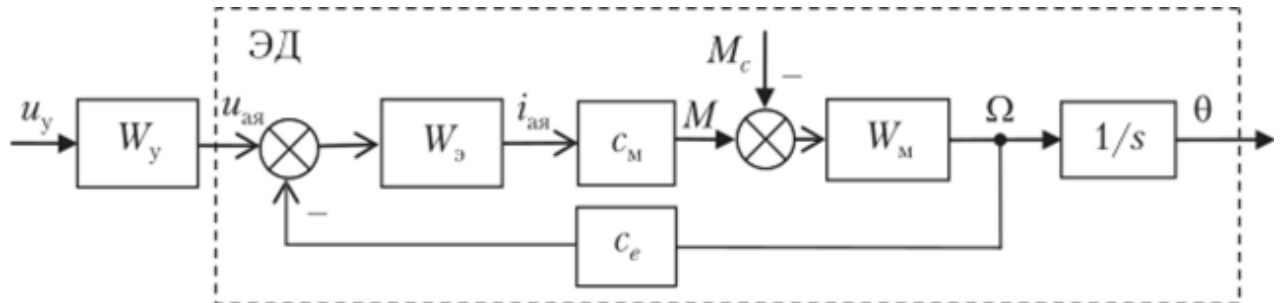 ЭД
u_у
W_у
u_ая
W_э
i_ая
c_м
M
M_c
–
W_м
Ω
1/s
θ
–
c_e